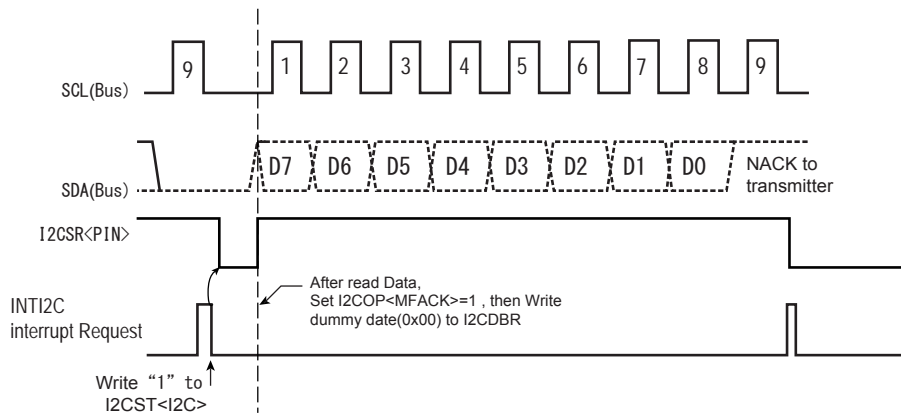 9 1 2 3 4 5 6 7 8 9
SCL(Bus)
D7 D6 D5 D4 D3 D2 D1 D0 NACK to
transmitter
SDA(Bus)
I2CSR<PIN>
After read Data,
Set I2COP<MFACK>=1 , then Write
dummy date(0x00) to I2CDBR
INTI2C
interrupt Request
Write “1” to
I2CST<I2C>